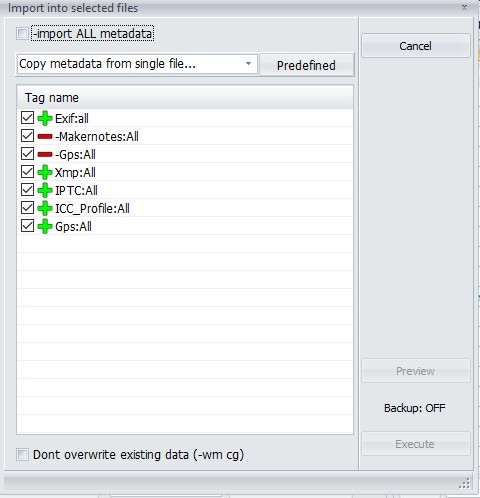 Import into selected files
-import ALL metadata
Cancel
Copy metadata from single file...
Predefined
Tag name
Exif:all
-Makernotes:All
-Gps:All
Xmp:All
IPTC:All
ICC_Profile:All
Gps:All
Preview
Backup: OFF
Execute
Dont overwrite existing data (-wm cg)